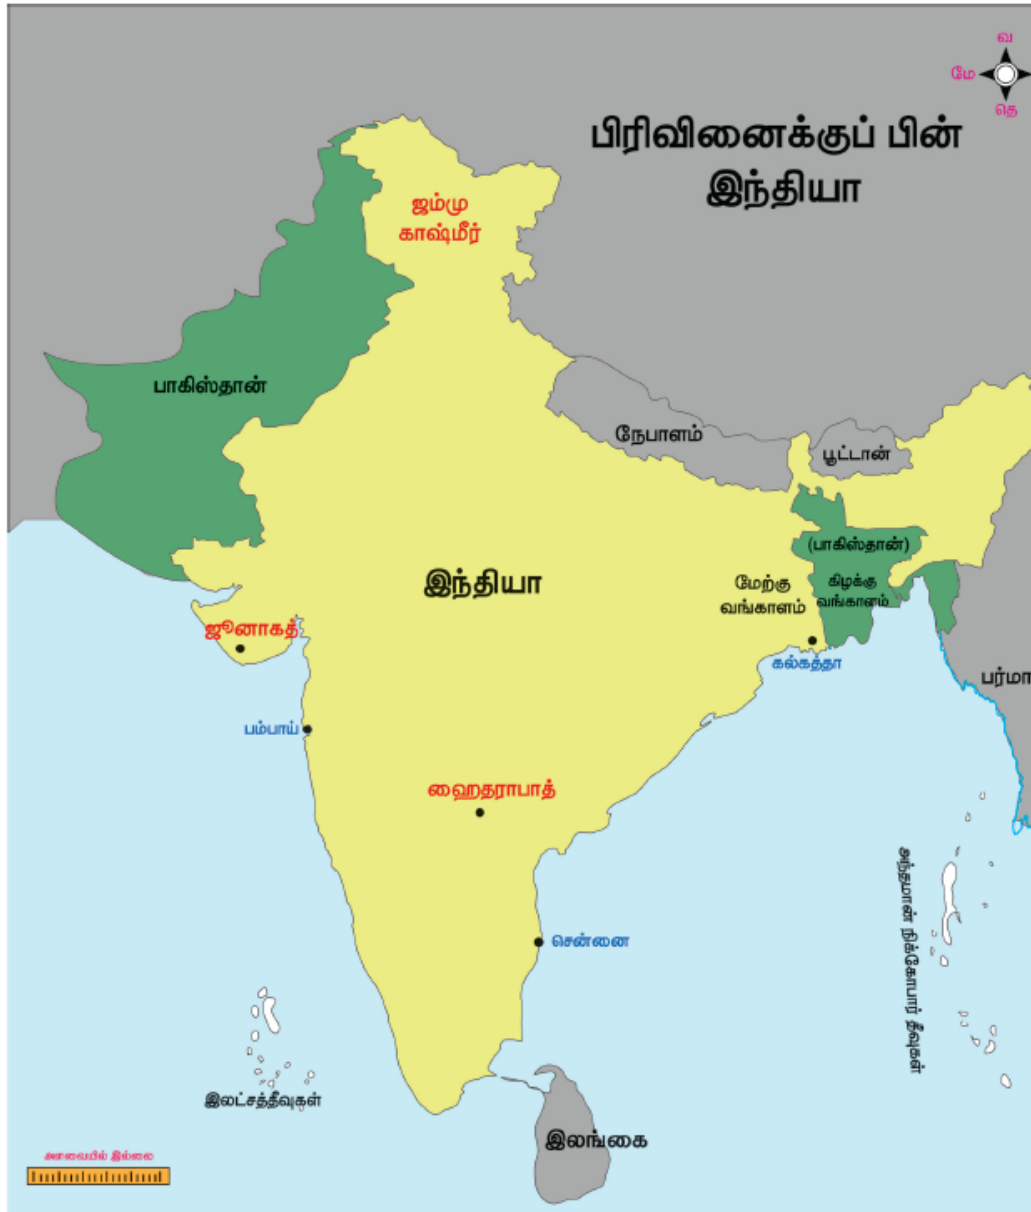 வ
மே
தெ
பிரிவினைக்குப் பின்
இந்தியா
ஜம்மு
காஷ்மீர்
பாகிஸ்தான்
நேபாளம்
பூட்டான்
(பாகிஸ்தான்)
இந்தியா
மேற்கு
வங்காளம்
கிழக்கு
வங்காளம்
ஜூனாகத்
கல்கத்தா
பர்மா
பம்பாய்
ஹைதராபாத்
அந்தமான் நிக்கோபார் தீவுகள்
சென்னை
இலட்சத்தீவுகள்
இலங்கை
அளவையில் இல்லை